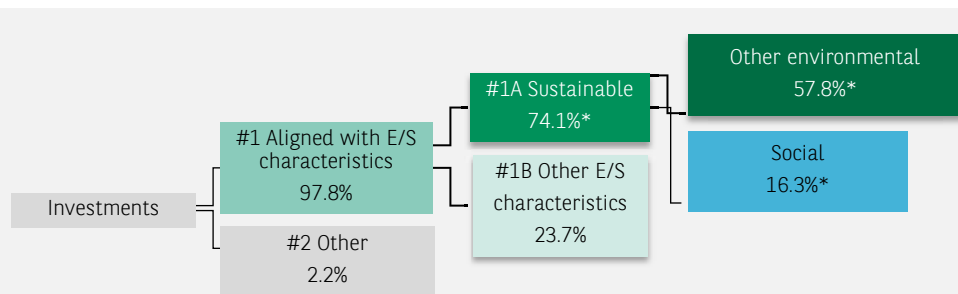 Investments
#1 Aligned with E/S
characteristics
97.8%
#2 Other
2.2%
#1A Sustainable
74.1%*
#1B Other E/S
characteristics
23.7%
Other environmental
57.8%*
Social
16.3%*